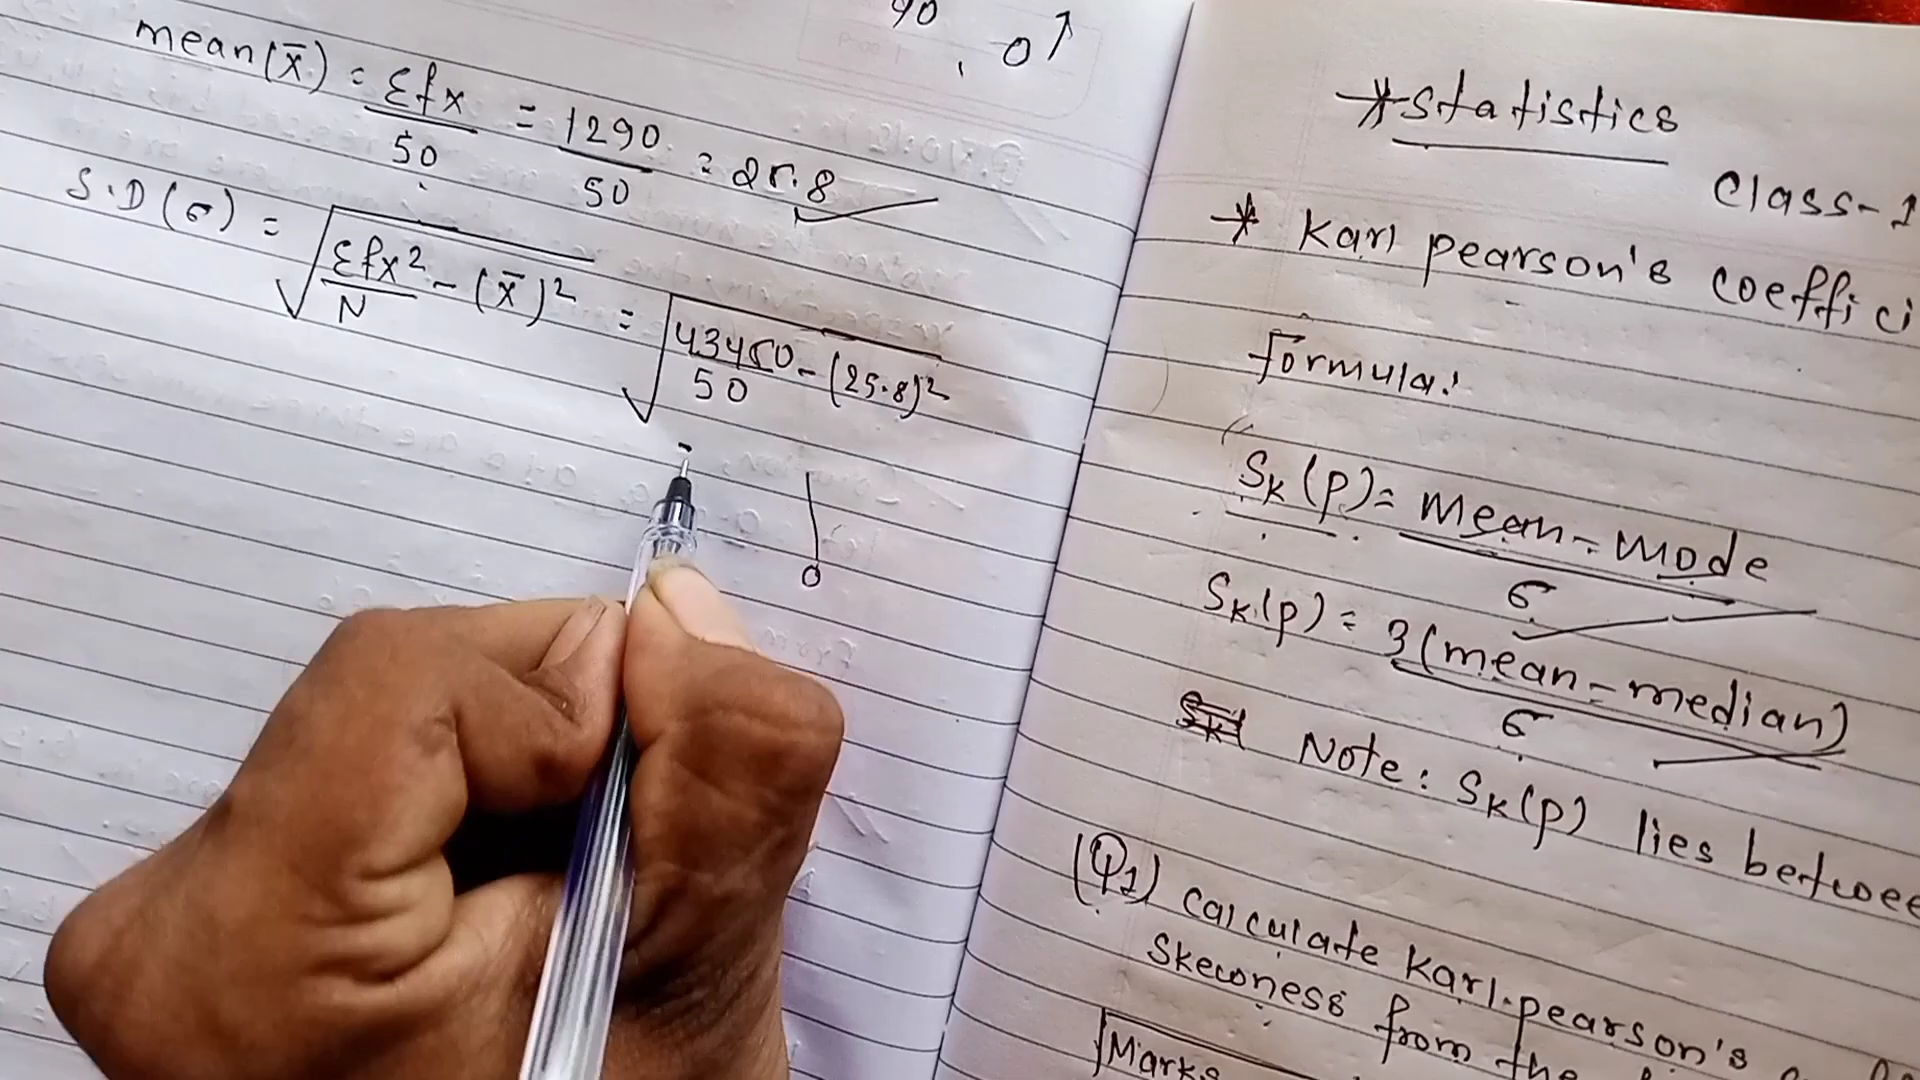 90
0↑
mean(x̄) = Σfx/50 = 1290/50 = 25.8
S.D(σ) = √(Σfx²/N - (x̄)²) = √(43450/50 - (25.8)²)
0
*Statistics
Class-1
* Karl pearson's coeffici
formula:
Sk(p) = Mean - Mode/σ
Sk(p) = 3(mean - median)/σ
Note: Sk(p) lies betwee
(Q1) Calculate Karl pearson's
Skewness from the
Marks